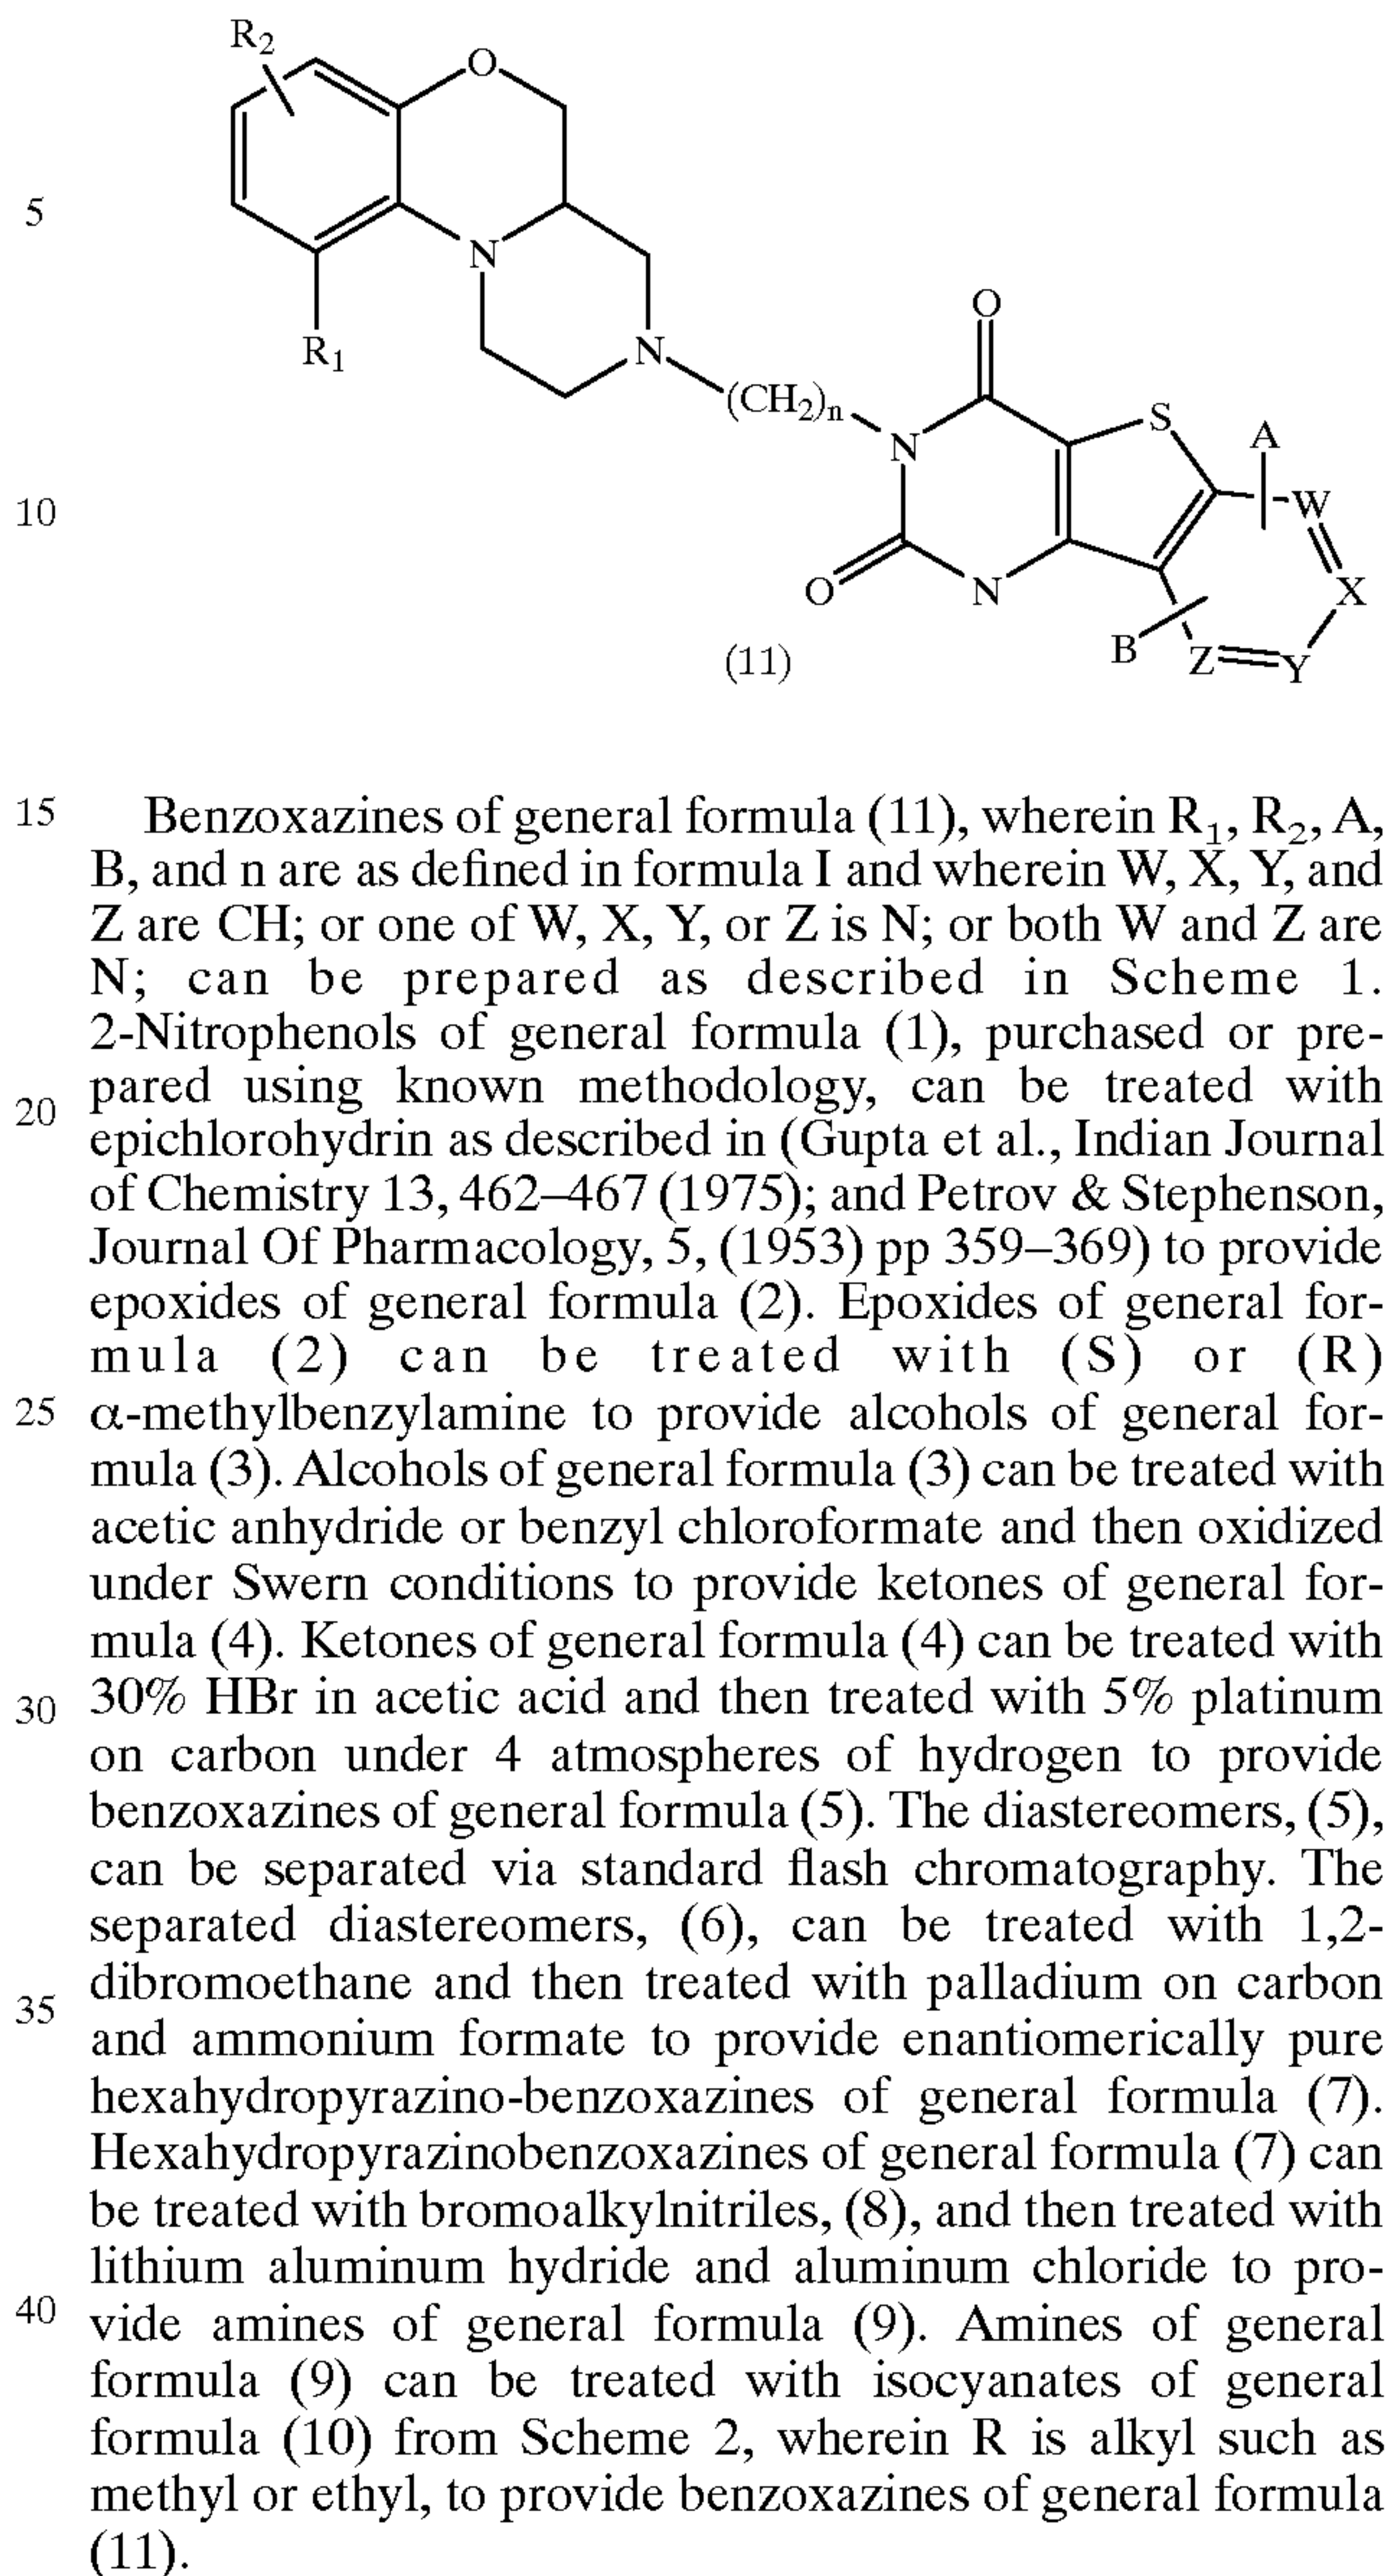 R2
O
5
N
R1
N
O
(CH2)n
S
A
N
10
W
O
N
X
B
Z
Y
(11)
15 Benzoxazines of general formula (11), wherein R1, R2, A,
B, and n are as defined in formula I and wherein W, X, Y, and
Z are CH; or one of W, X, Y, or Z is N; or both W and Z are
N; can be prepared as described in Scheme 1.
2-Nitrophenols of general formula (1), purchased or pre-
20 pared using known methodology, can be treated with
epichlorohydrin as described in (Gupta et al., Indian Journal
of Chemistry 13, 462–467 (1975); and Petrov & Stephenson,
Journal Of Pharmacology, 5, (1953) pp 359–369) to provide
epoxides of general formula (2). Epoxides of general for-
mula (2) can be treated with (S) or (R)
25 α-methylbenzylamine to provide alcohols of general for-
mula (3). Alcohols of general formula (3) can be treated with
acetic anhydride or benzyl chloroformate and then oxidized
under Swern conditions to provide ketones of general for-
mula (4). Ketones of general formula (4) can be treated with
30 30% HBr in acetic acid and then treated with 5% platinum
on carbon under 4 atmospheres of hydrogen to provide
benzoxazines of general formula (5). The diastereomers, (5),
can be separated via standard flash chromatography. The
separated diastereomers, (6), can be treated with 1,2-
35 dibromoethane and then treated with palladium on carbon
and ammonium formate to provide enantiomerically pure
hexahydropyrazino-benzoxazines of general formula (7).
Hexahydropyrazinobenzoxazines of general formula (7) can
be treated with bromoalkylnitriles, (8), and then treated with
lithium aluminum hydride and aluminum chloride to pro-
40 vide amines of general formula (9). Amines of general
formula (9) can be treated with isocyanates of general
formula (10) from Scheme 2, wherein R is alkyl such as
methyl or ethyl, to provide benzoxazines of general formula
(11).